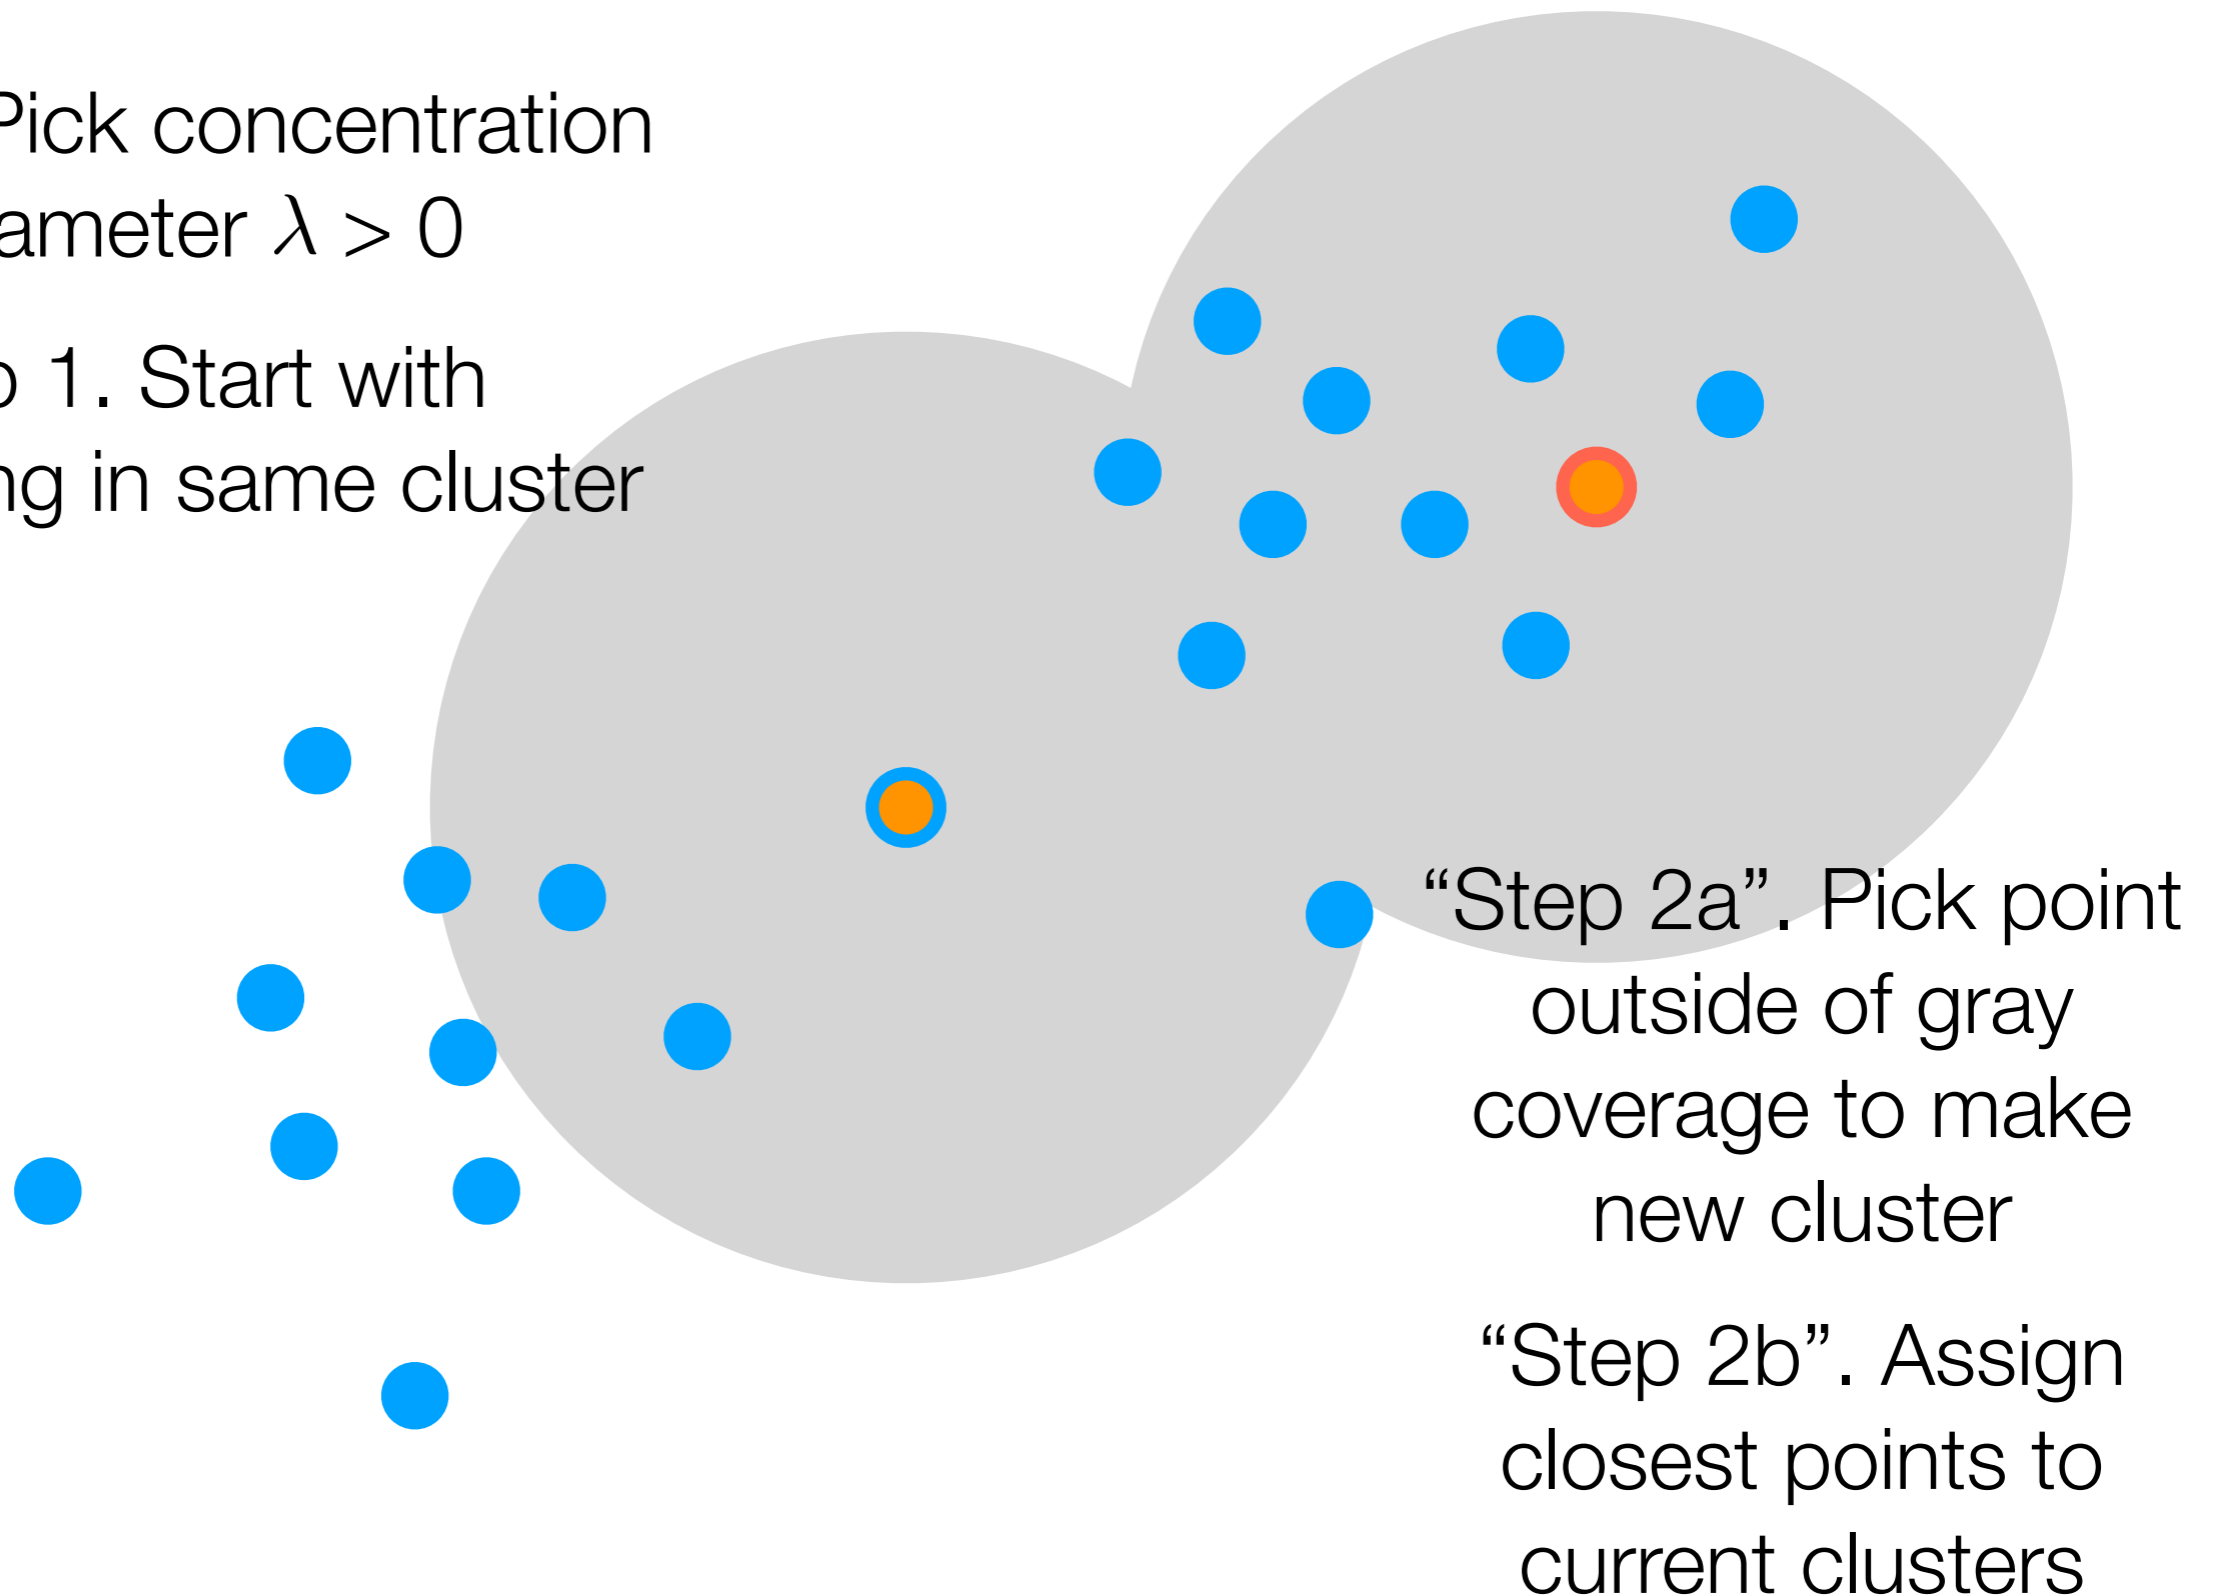 Pick concentration
ameter λ > 0
p 1. Start with
ng in same cluster
“Step 2a”. Pick point
outside of gray
coverage to make
new cluster
“Step 2b”. Assign
closest points to
current clusters